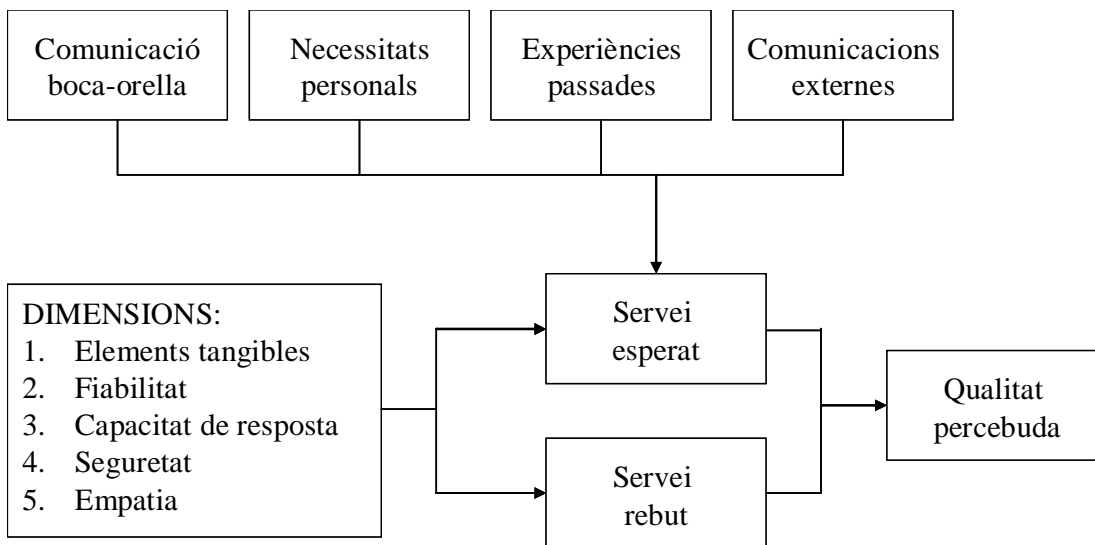 Comunicació
boca-orella
Necessitats
personals
Experiències
passades
Comunicacions
externes
DIMENSIONS:
1. Elements tangibles
2. Fiabilitat
3. Capacitat de resposta
4. Seguretat
5. Empatia
Servei
esperat
Servei
rebut
Qualitat
percebuda